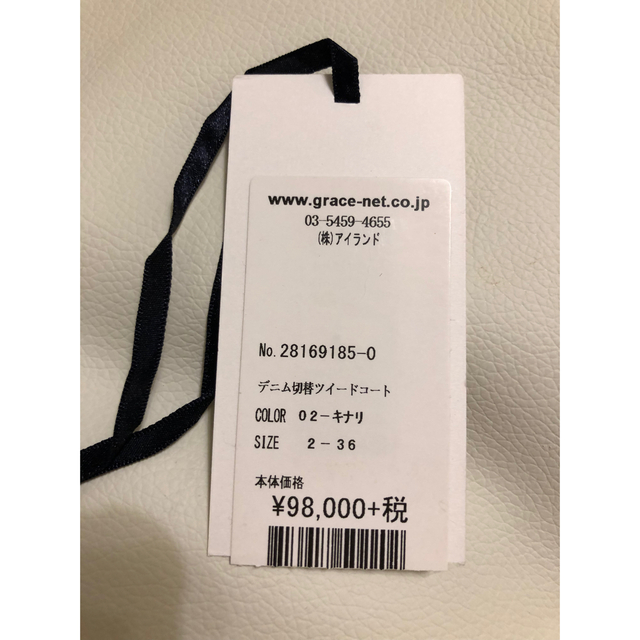 www.grace-net.co.jp
03-5459-4655
(株)アイランド
No.28169185-0
デニム切替ツイードコート
COLOR 02-キナリ
SIZE 2-36
本体価格
¥98,000+税